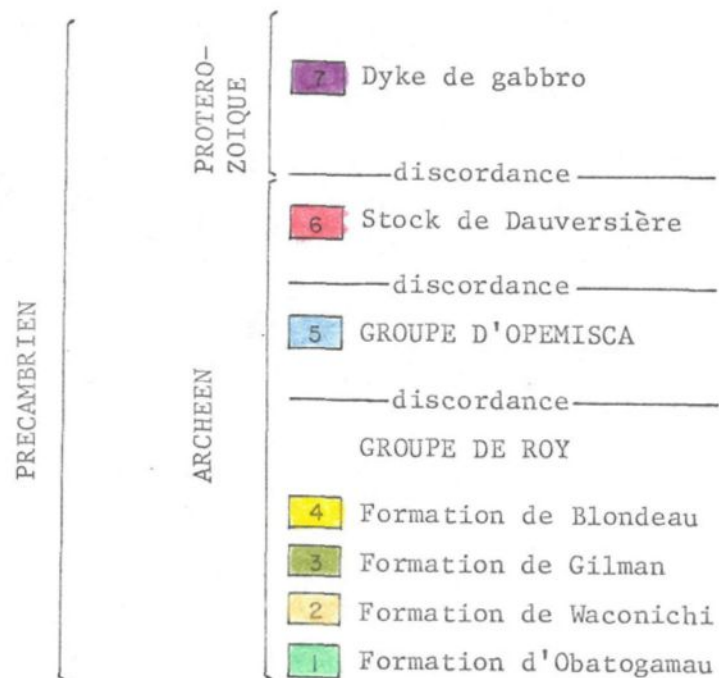 PRECAMBRIEN
PROTERO-
ZOIQUE
7 Dyke de gabbro
discordance
ARCHEEN
6 Stock de Dauversière
discordance
5 GROUPE D'OPEMISCA
discordance
GROUPE DE ROY
4 Formation de Blondeau
3 Formation de Gilman
2 Formation de Waconichi
1 Formation d'Obatogamau